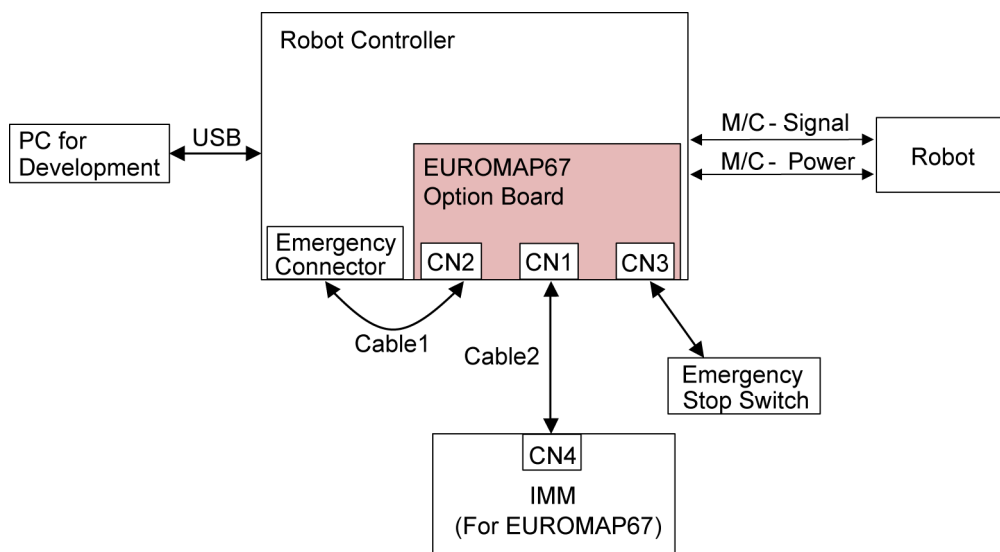 Robot Controller
PC for
Development
USB
EUROMAP67
Option Board
M/C - Signal
M/C - Power
Robot
Emergency
Connector
CN2
CN1
CN3
Cable1
Cable2
Emergency
Stop Switch
CN4
IMM
(For EUROMAP67)